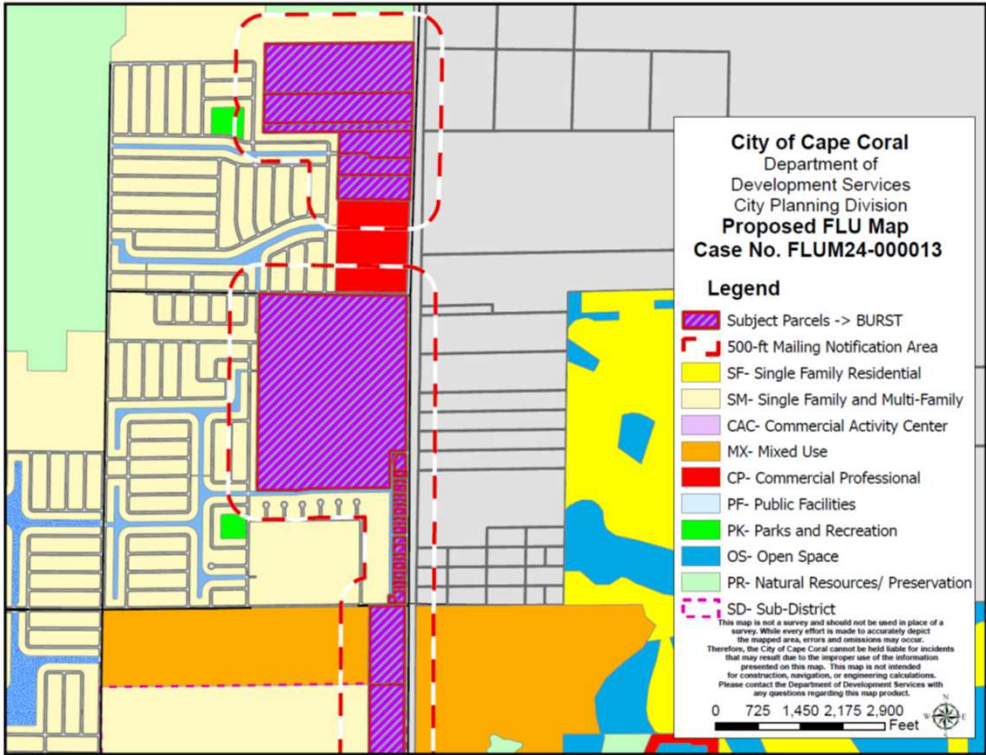 City of Cape Coral
Department of
Development Services
City Planning Division
Proposed FLU Map
Case No. FLUM24-000013
Legend
Subject Parcels -> BURST
500-ft Mailing Notification Area
SF- Single Family Residential
SM- Single Family and Multi-Family
CAC- Commercial Activity Center
MX- Mixed Use
CP- Commercial Professional
PF- Public Facilities
PK- Parks and Recreation
OS- Open Space
PR- Natural Resources/ Preservation
SD- Sub-District
This map is not a survey and should not be used in place of a
survey. While every effort is made to accurately depict
the mapped area, errors and omissions may occur.
Therefore, the City of Cape Coral cannot be held liable for incidents
that may result due to the improper use of the information
presented on this map. This map is not intended
for construction, navigation, or engineering calculations.
Please contact the Department of Development Services with
any questions regarding this map product.
0 725 1,450 2,175 2,900
Feet
N
W E
S